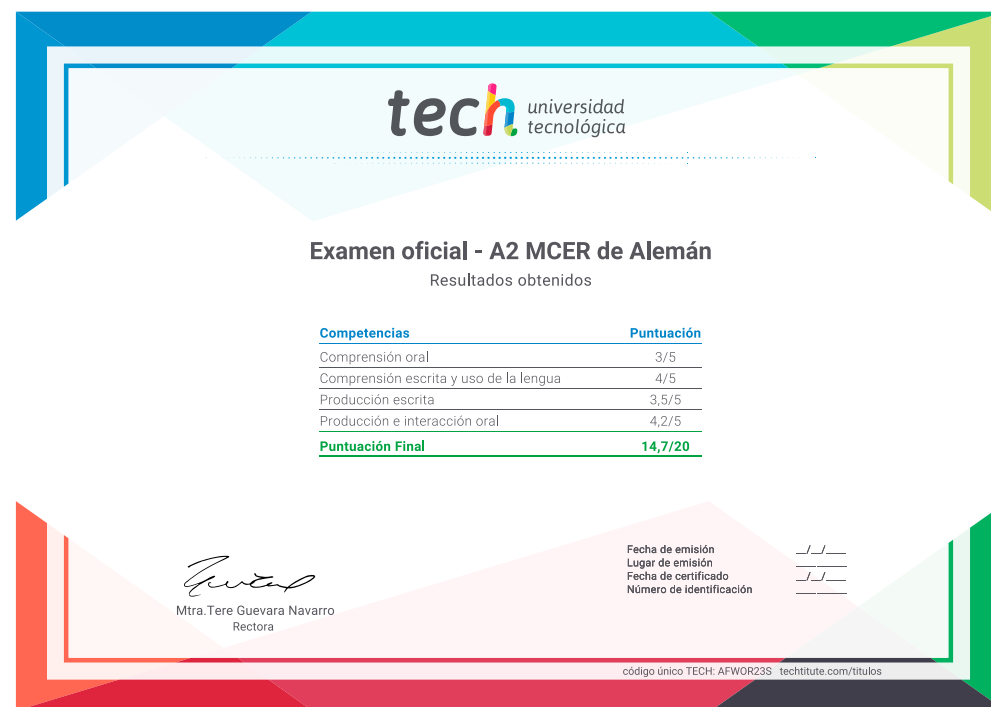 tech universidad
tecnológica
Examen oficial - A2 MCER de Alemán
Resultados obtenidos
Competencias Puntuación
Comprensión oral 3/5
Comprensión escrita y uso de la lengua 4/5
Producción escrita 3,5/5
Producción e interacción oral 4,2/5
Puntuación Final 14,7/20
Fecha de emisión __/__/____
Lugar de emisión ________
Fecha de certificado __/__/____
Número de identificación ________
Mtra.Tere Guevara Navarro
Rectora
código único TECH: AFWOR23S techtitute.com/titulos